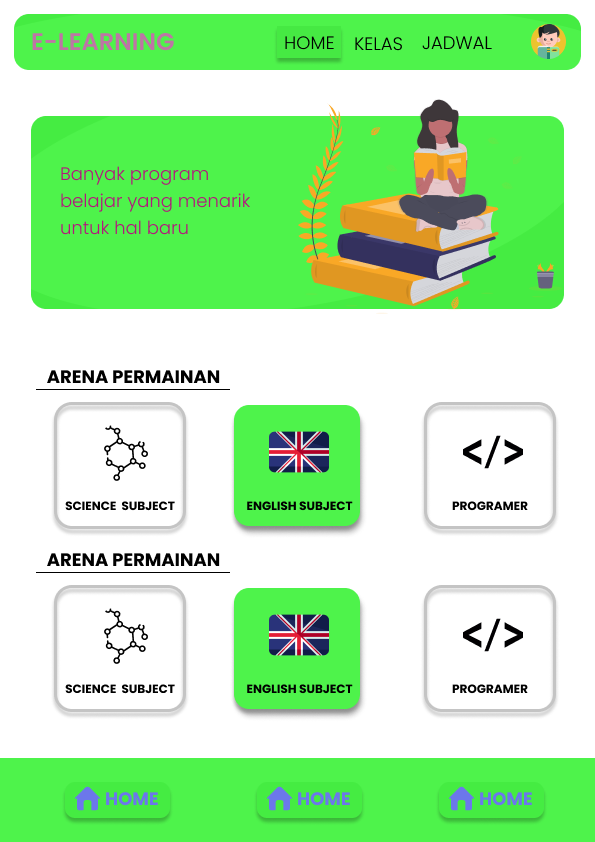 E-LEARNING
HOME KELAS JADWAL
Banyak program
belajar yang menarik
untuk hal baru
ARENA PERMAINAN
SCIENCE SUBJECT
ENGLISH SUBJECT
</>
PROGRAMER
ARENA PERMAINAN
SCIENCE SUBJECT
ENGLISH SUBJECT
</>
PROGRAMER
HOME
HOME
HOME